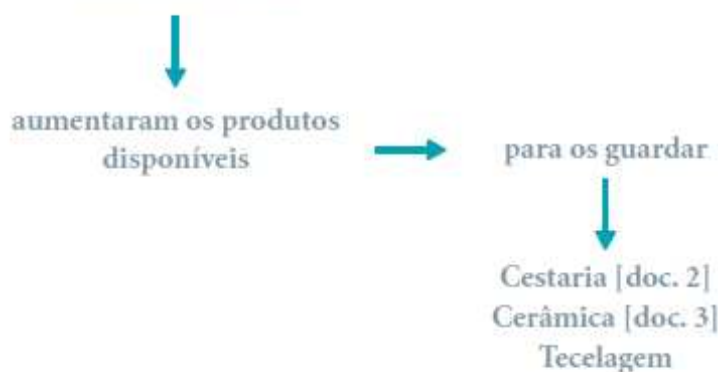 aumentaram os produtos
disponíveis
para os guardar
Cestaria [doc. 2]
Cerâmica [doc. 3]
Tecelagem